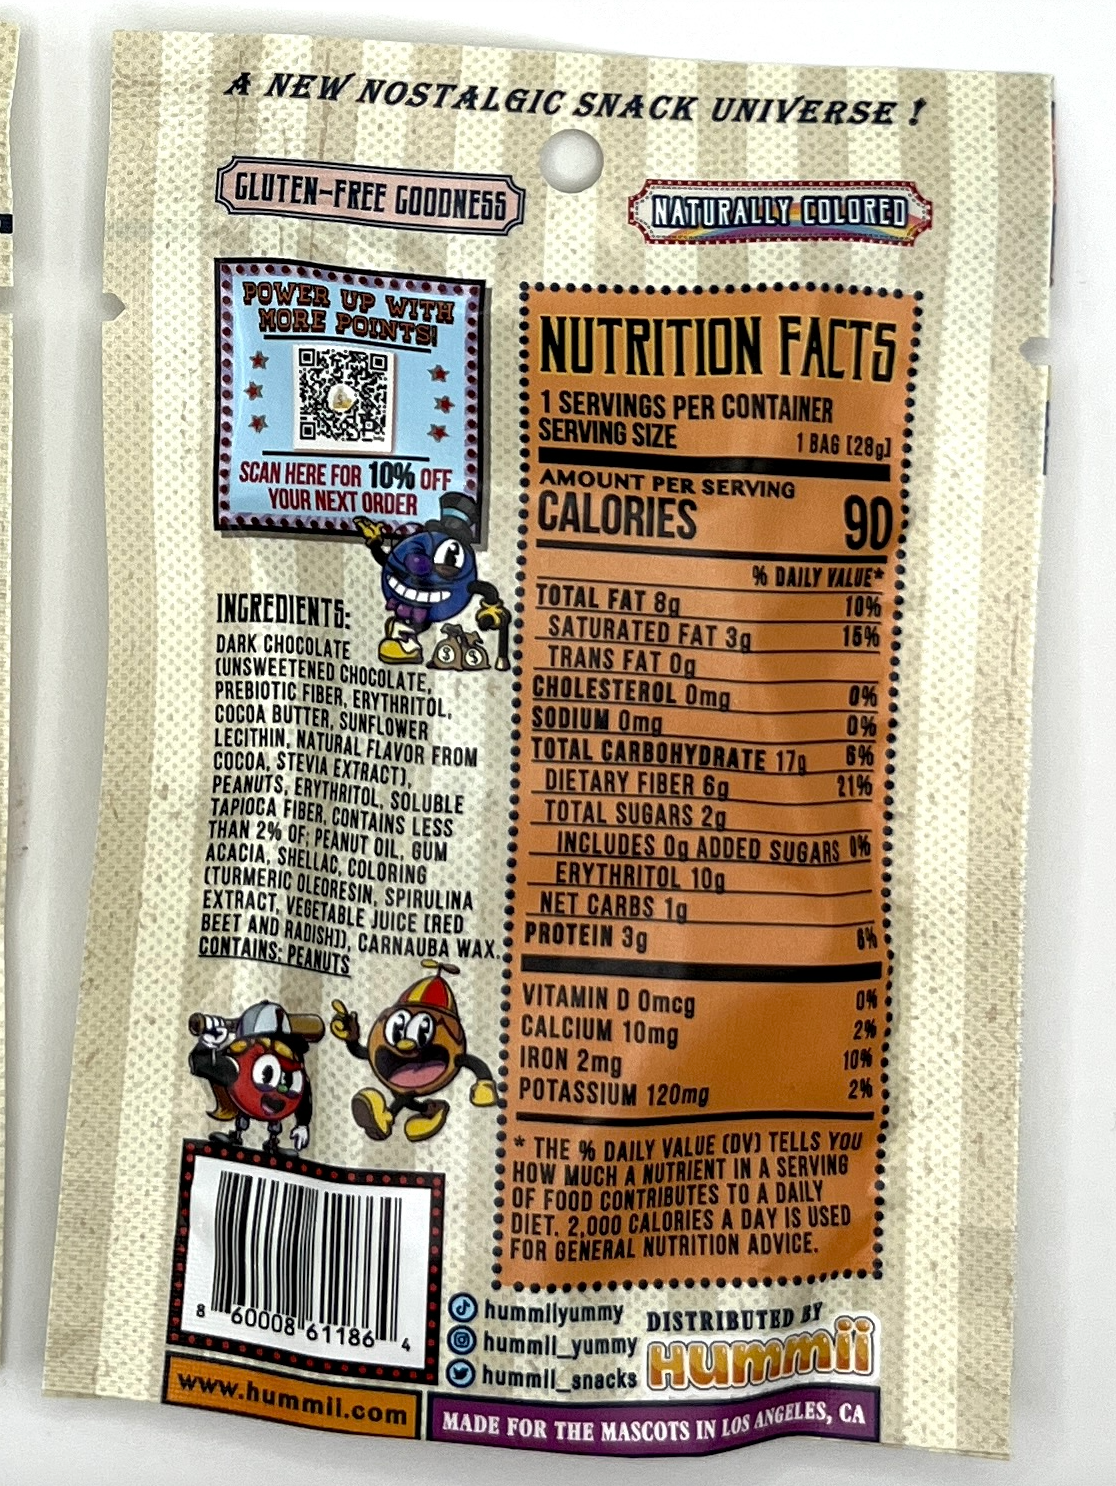 A NEW NOSTALGIC SNACK UNIVERSE !
GLUTEN-FREE GOODNESS
NATURALLY COLORED
POWER UP WITH
MORE POINTS!
SCAN HERE FOR 10% OFF
YOUR NEXT ORDER
INGREDIENTS:
DARK CHOCOLATE
(UNSWEETENED CHOCOLATE,
PREBIOTIC FIBER, ERYTHRITOL,
COCOA BUTTER, SUNFLOWER
LECITHIN, NATURAL FLAVOR FROM
COCOA, STEVIA EXTRACT),
PEANUTS, ERYTHRITOL, SOLUBLE
TAPIOCA FIBER, CONTAINS LESS
THAN 2% OF; PEANUT OIL, GUM
ACACIA, SHELLAC, COLORING
(TURMERIC OLEORESIN, SPIRULINA
EXTRACT, VEGETABLE JUICE [RED
BEET AND RADISH]), CARNAUBA WAX.
CONTAINS: PEANUTS
NUTRITION FACTS
1 SERVINGS PER CONTAINER
SERVING SIZE 1 BAG [28g]
AMOUNT PER SERVING
CALORIES 90
% DAILY VALUE*
TOTAL FAT 8g 10%
SATURATED FAT 3g 15%
TRANS FAT 0g
CHOLESTEROL 0mg 0%
SODIUM 0mg 0%
TOTAL CARBOHYDRATE 17g 6%
DIETARY FIBER 6g 21%
TOTAL SUGARS 2g
INCLUDES 0g ADDED SUGARS 0%
ERYTHRITOL 10g
NET CARBS 1g
PROTEIN 3g 6%
VITAMIN D 0mcg 0%
CALCIUM 10mg 2%
IRON 2mg 10%
POTASSIUM 120mg 2%
* THE % DAILY VALUE (DV) TELLS YOU
HOW MUCH A NUTRIENT IN A SERVING
OF FOOD CONTRIBUTES TO A DAILY
DIET. 2,000 CALORIES A DAY IS USED
FOR GENERAL NUTRITION ADVICE.
8 60008 61186 4
www.hummii.com
hummiiyummy
hummii_yummy
hummii_snacks
DISTRIBUTED BY
Hummii
MADE FOR THE MASCOTS IN LOS ANGELES, CA